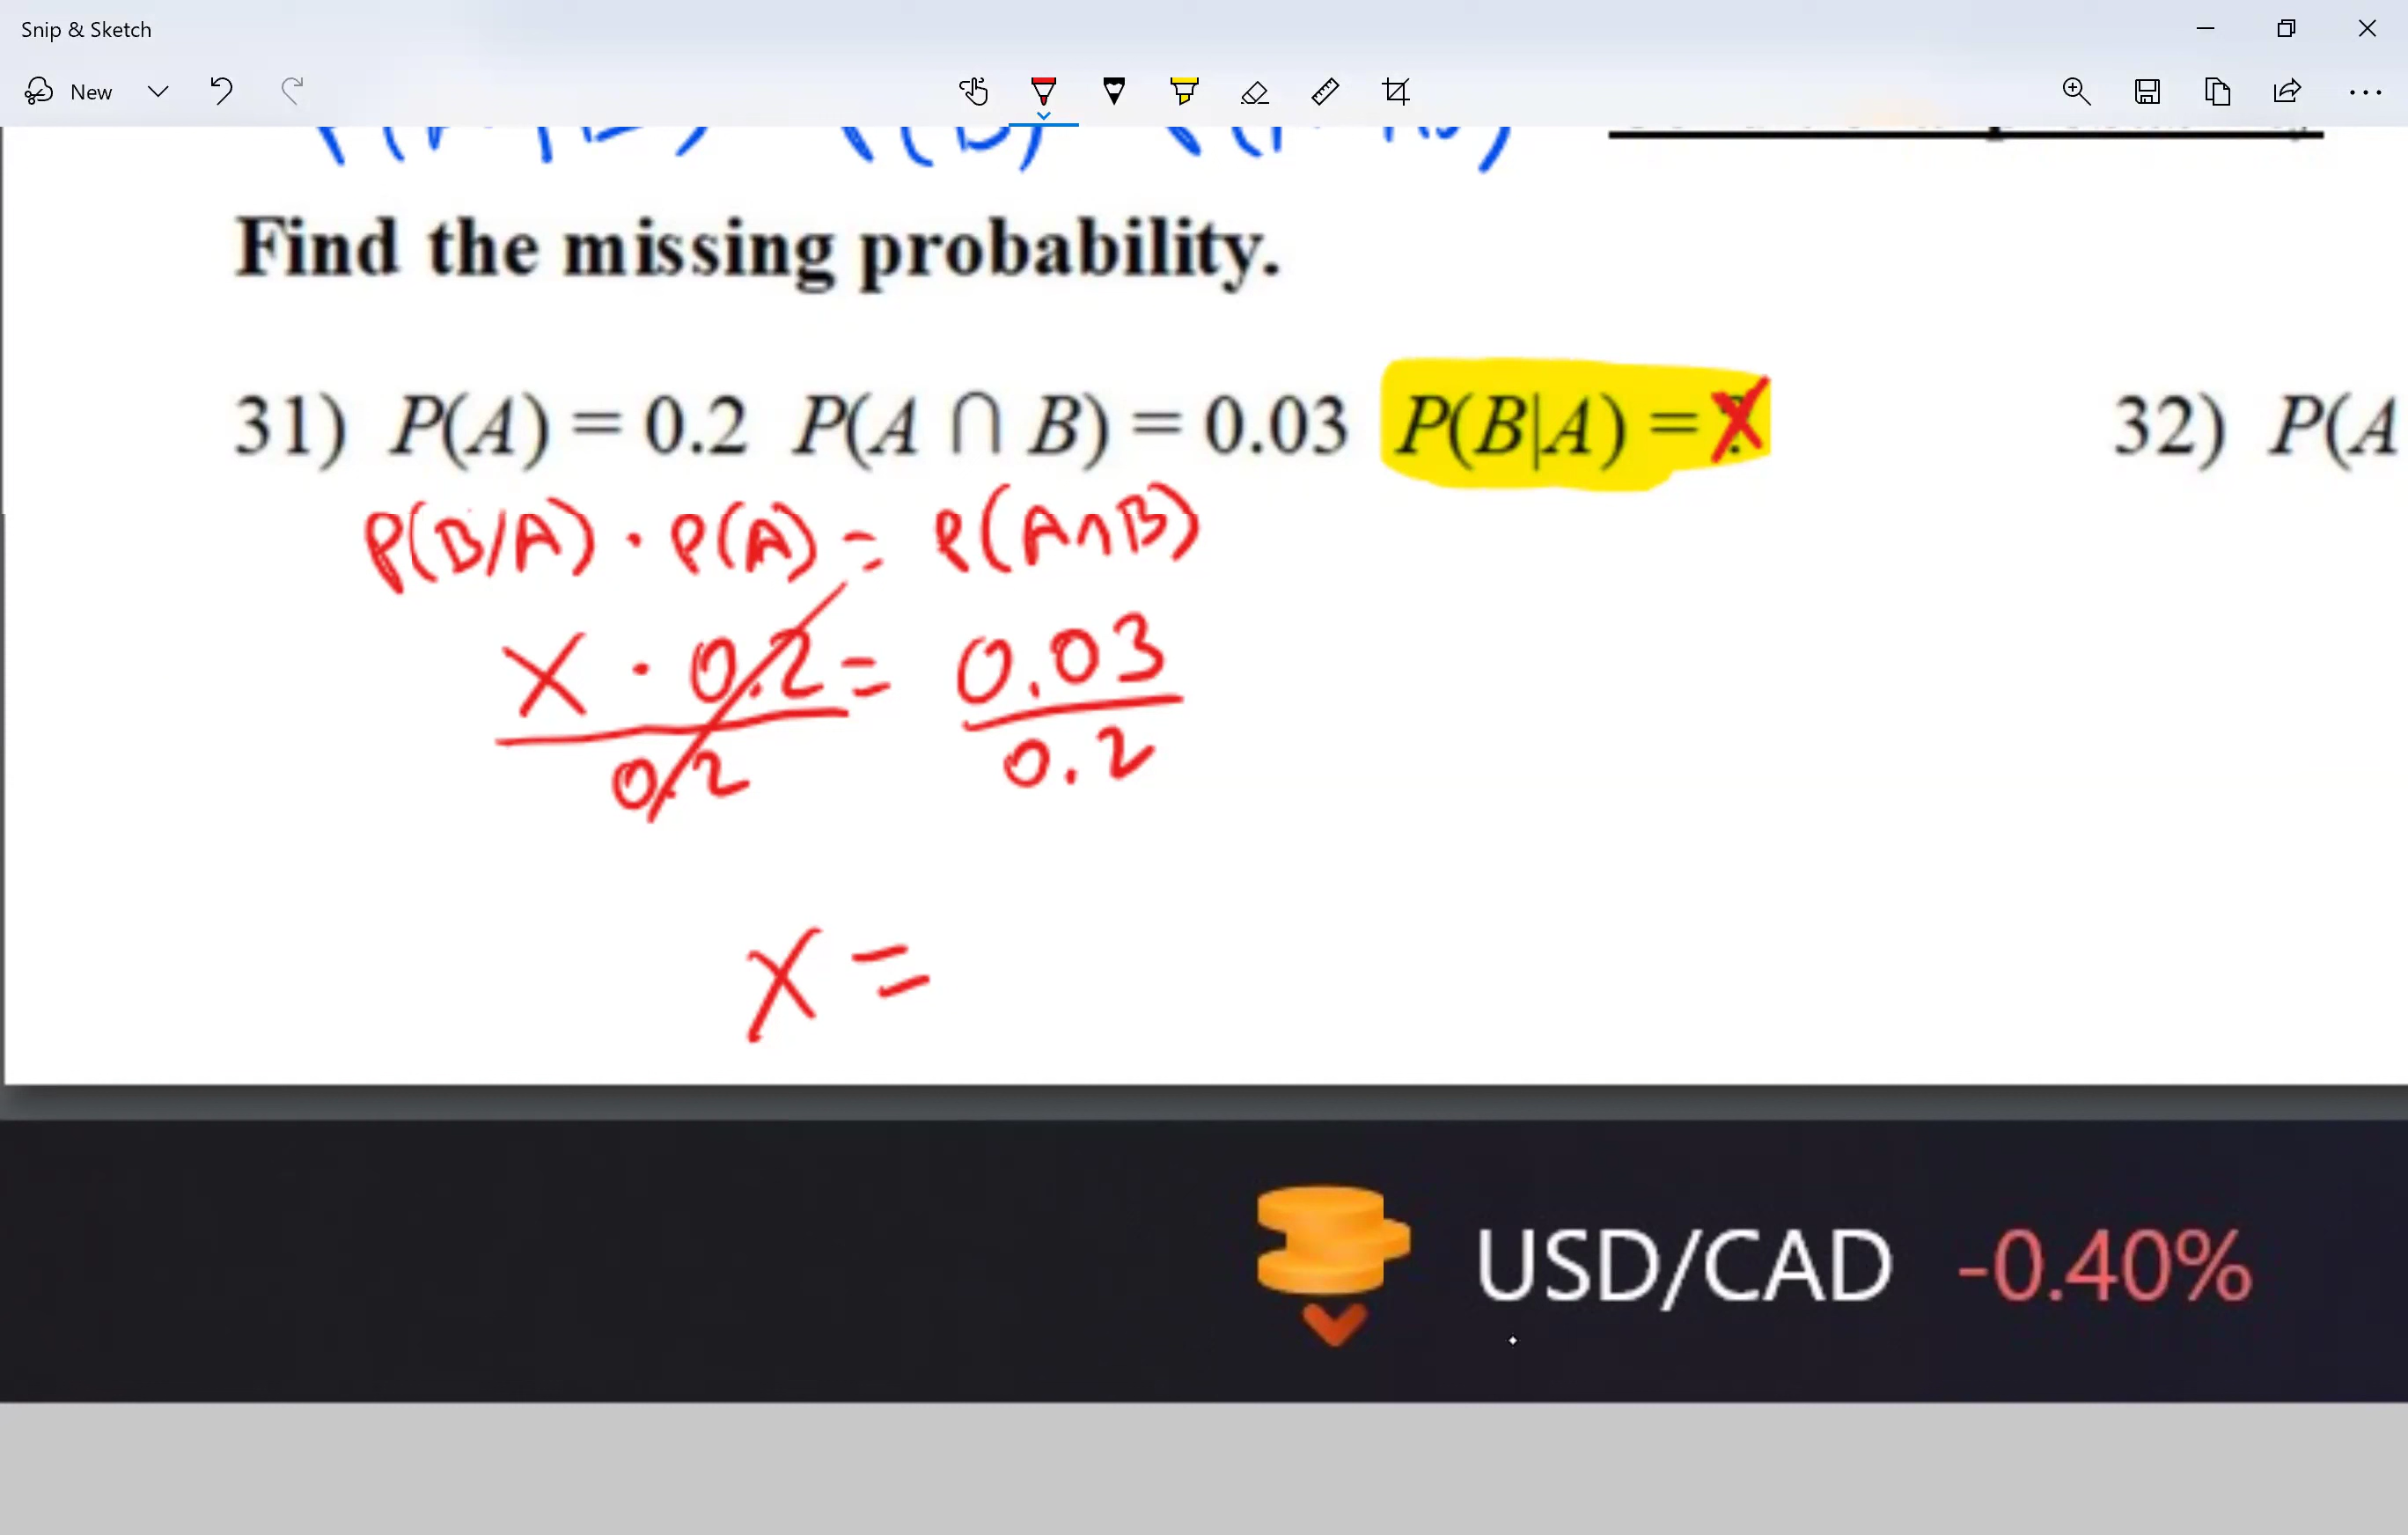 Snip & Sketch
New
Find the missing probability.
31) P(A) = 0.2 P(A ∩ B) = 0.03 P(B|A) = X 32) P(A
P(B/A) · P(A) = P(A∩B)
X · 0.2 = 0.03
0.2 0.2
X =
USD/CAD -0.40%